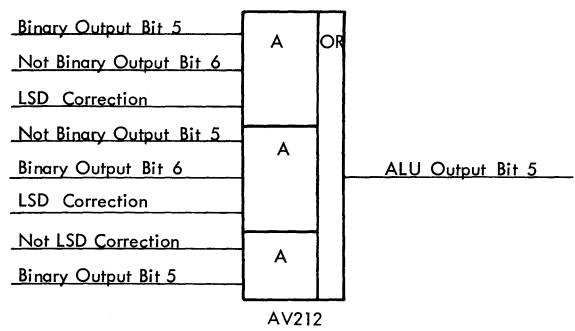 Binary Output Bit 5
A
OR
Not Binary Output Bit 6
LSD Correction
Not Binary Output Bit 5
A
Binary Output Bit 6
ALU Output Bit 5
LSD Correction
Not LSD Correction
A
Binary Output Bit 5
AV212